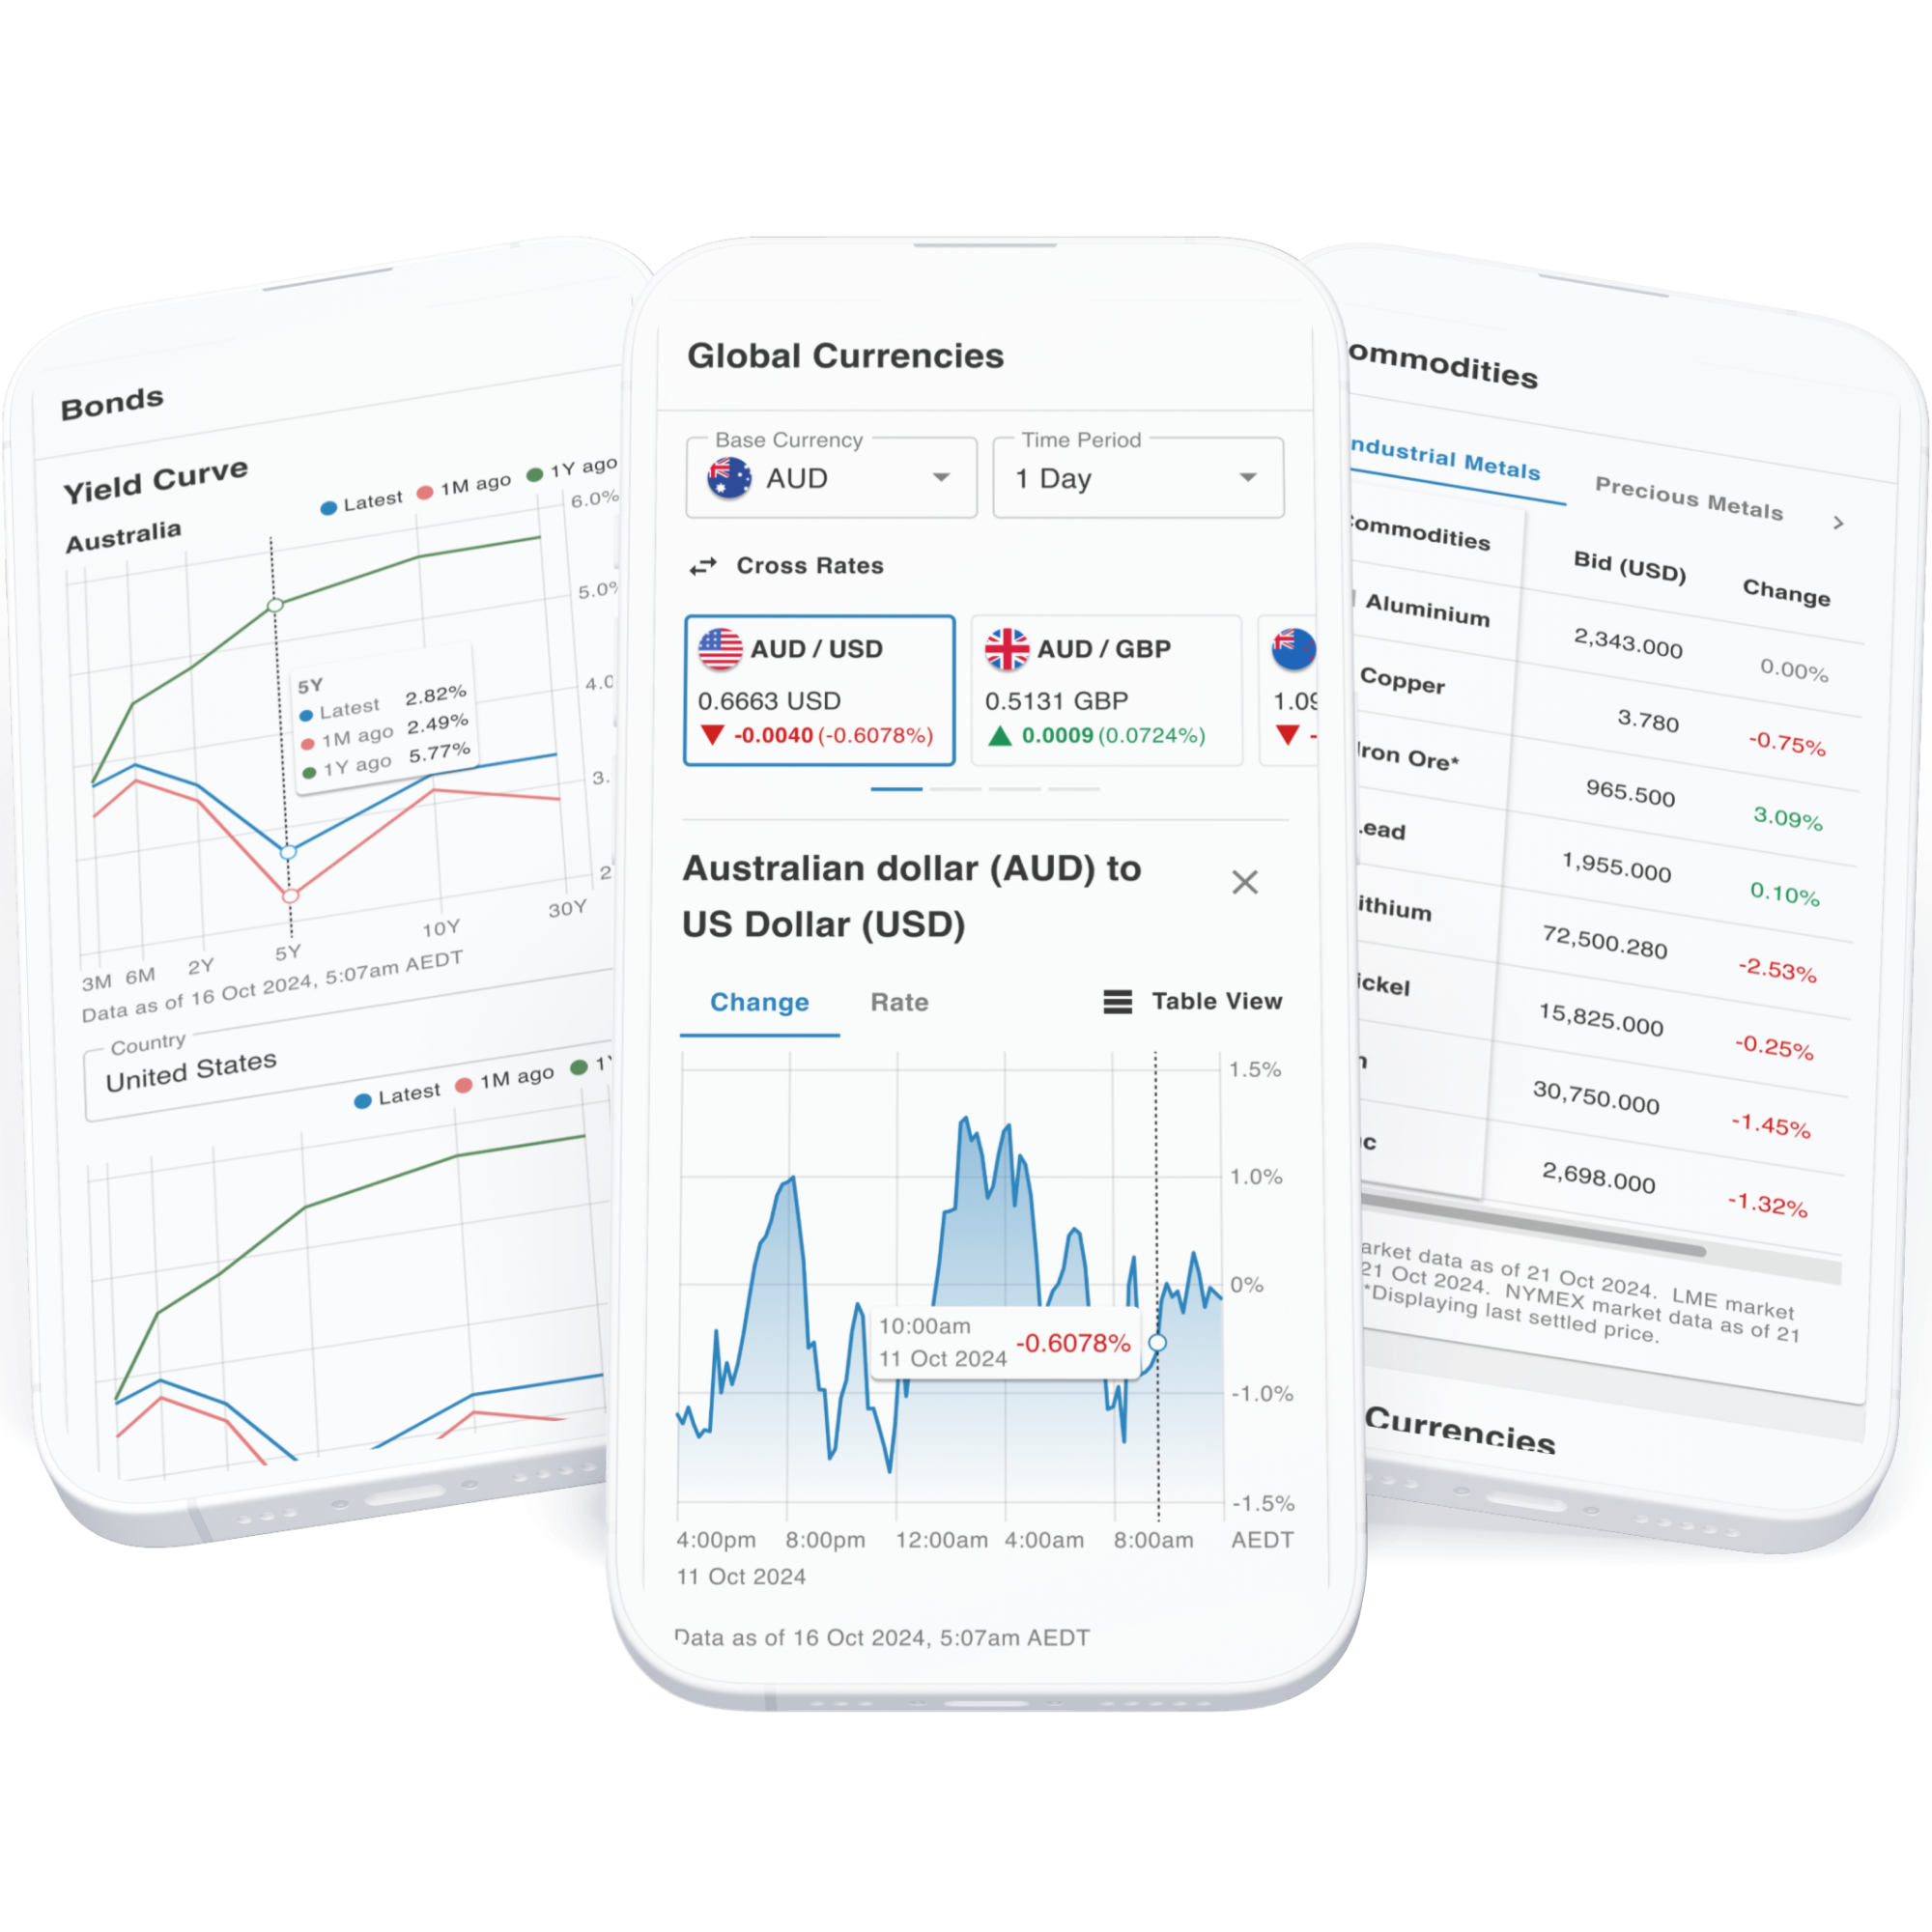 Bonds
Yield Curve
Latest 1M ago 1Y ago
Australia
6.0%
5.0%
4.0
3.
2
5Y
Latest 2.82%
1M ago 2.49%
1Y ago 5.77%
3M 6M 2Y 5Y 10Y 30Y
Data as of 16 Oct 2024, 5:07am AEDT
Country
United States
Latest 1M ago 1Y
Global Currencies
Base Currency
AUD
Time Period
1 Day
Cross Rates
AUD / USD
0.6663 USD
-0.0040 (-0.6078%)
AUD / GBP
0.5131 GBP
0.0009 (0.0724%)
1.09
-
Australian dollar (AUD) to
US Dollar (USD)
Change Rate Table View
1.5%
1.0%
0%
-1.0%
-1.5%
10:00am
11 Oct 2024
-0.6078%
4:00pm 8:00pm 12:00am 4:00am 8:00am AEDT
11 Oct 2024
Data as of 16 Oct 2024, 5:07am AEDT
ommodities
ndustrial Metals Precious Metals
ommodities Bid (USD) Change
Aluminium 2,343.000 0.00%
Copper 3.780 -0.75%
Iron Ore* 965.500 3.09%
ead 1,955.000 0.10%
ithium 72,500.280 -2.53%
ickel 15,825.000 -0.25%
n 30,750.000 -1.45%
c 2,698.000 -1.32%
arket data as of 21 Oct 2024. LME market
21 Oct 2024. NYMEX market data as of 21
*Displaying last settled price.
Currencies